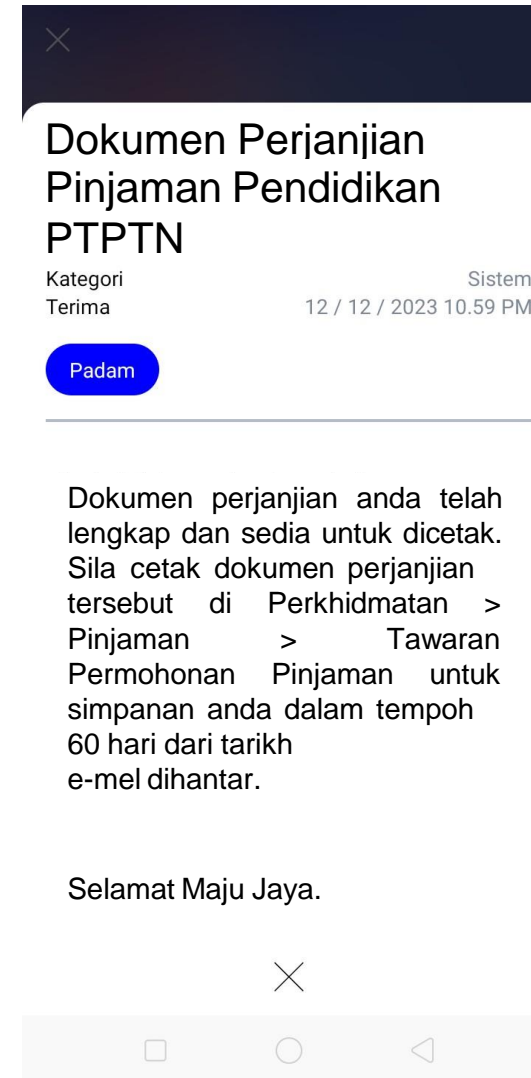 Dokumen Perjanjian
Pinjaman Pendidikan
PTPTN
Kategori Sistem
Terima 12 / 12 / 2023 10.59 PM
Padam
Dokumen perjanjian anda telah
lengkap dan sedia untuk dicetak.
Sila cetak dokumen perjanjian
tersebut di Perkhidmatan >
Pinjaman > Tawaran
Permohonan Pinjaman untuk
simpanan anda dalam tempoh
60 hari dari tarikh
e-mel dihantar.
Selamat Maju Jaya.